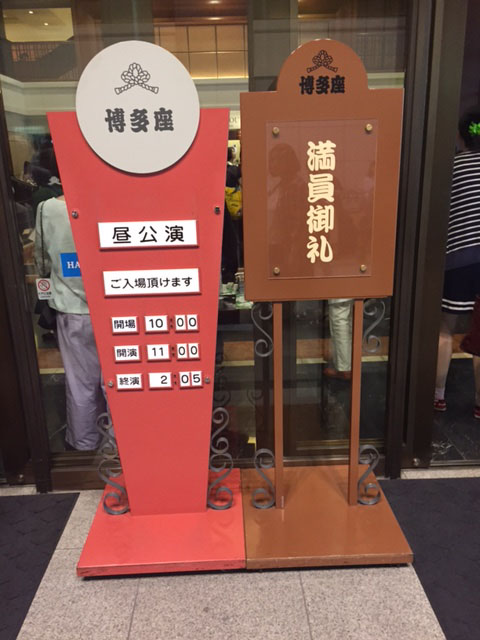 博多座
昼公演
ご入場頂けます
開場 10:00
開演 11:00
終演 2:05
博多座
満員御礼
HA